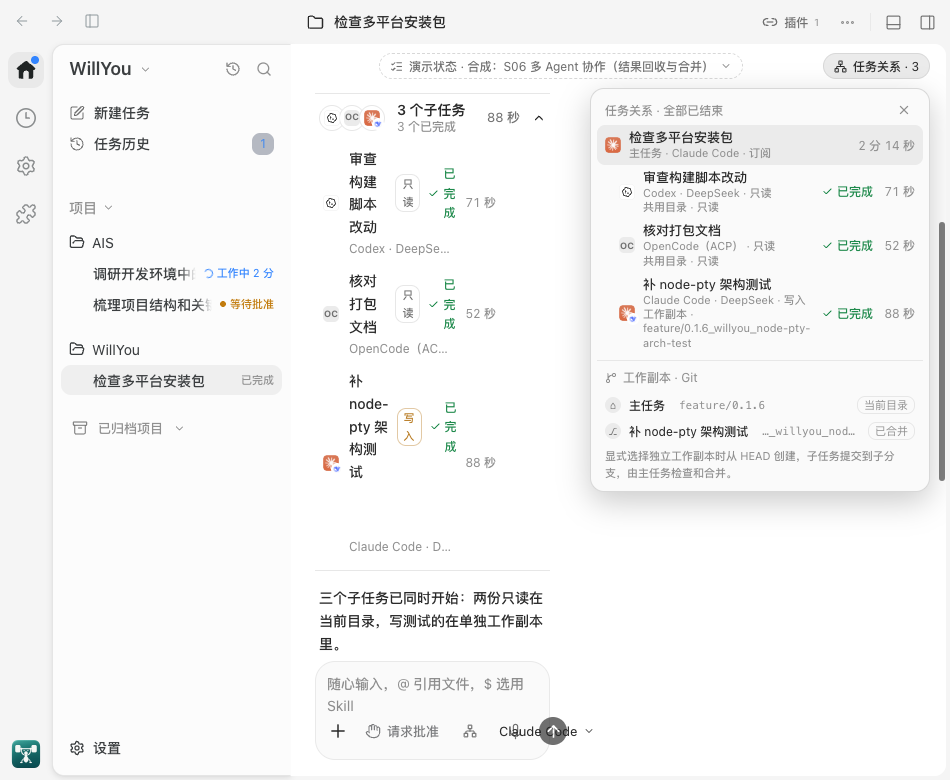 检查多平台安装包
插件 1
WillYou
新建任务
任务历史
1
项目
AIS
调研开发环境中
工作中 2 分
梳理项目结构和关
等待批准
WillYou
检查多平台安装包
已完成
已归档项目
设置
演示状态 · 合成：S06 多 Agent 协作（结果回收与合并）
任务关系 · 3
OC
3 个子任务
3 个已完成
88 秒
审查
构建
脚本
改动
只
读
已
完
成
71 秒
Codex · DeepSe…
OC
核对
打包
文档
只
读
已
完
成
52 秒
OpenCode（AC…
补
node-
pty 架
构测
试
写
入
已
完
成
88 秒
Claude Code · D…
三个子任务已同时开始：两份只读在
当前目录，写测试的在单独工作副本
里。
随心输入，@ 引用文件，$ 选用
Skill
请求批准
Claude Code
任务关系 · 全部已结束
检查多平台安装包
主任务 · Claude Code · 订阅
2 分 14 秒
审查构建脚本改动
Codex · DeepSeek · 只读
共用目录 · 只读
已完成
71 秒
OC
核对打包文档
OpenCode（ACP） · 只读
共用目录 · 只读
已完成
52 秒
补 node-pty 架构测试
Claude Code · DeepSeek · 写入
工作副本 ·
feature/0.1.6_willyou_node-pty-
arch-test
已完成
88 秒
工作副本 · Git
主任务
feature/0.1.6
当前目录
补 node-pty 架构测试
…_willyou_nod…
已合并
显式选择独立工作副本时从 HEAD 创建，子任务提交到子分
支，由主任务检查和合并。